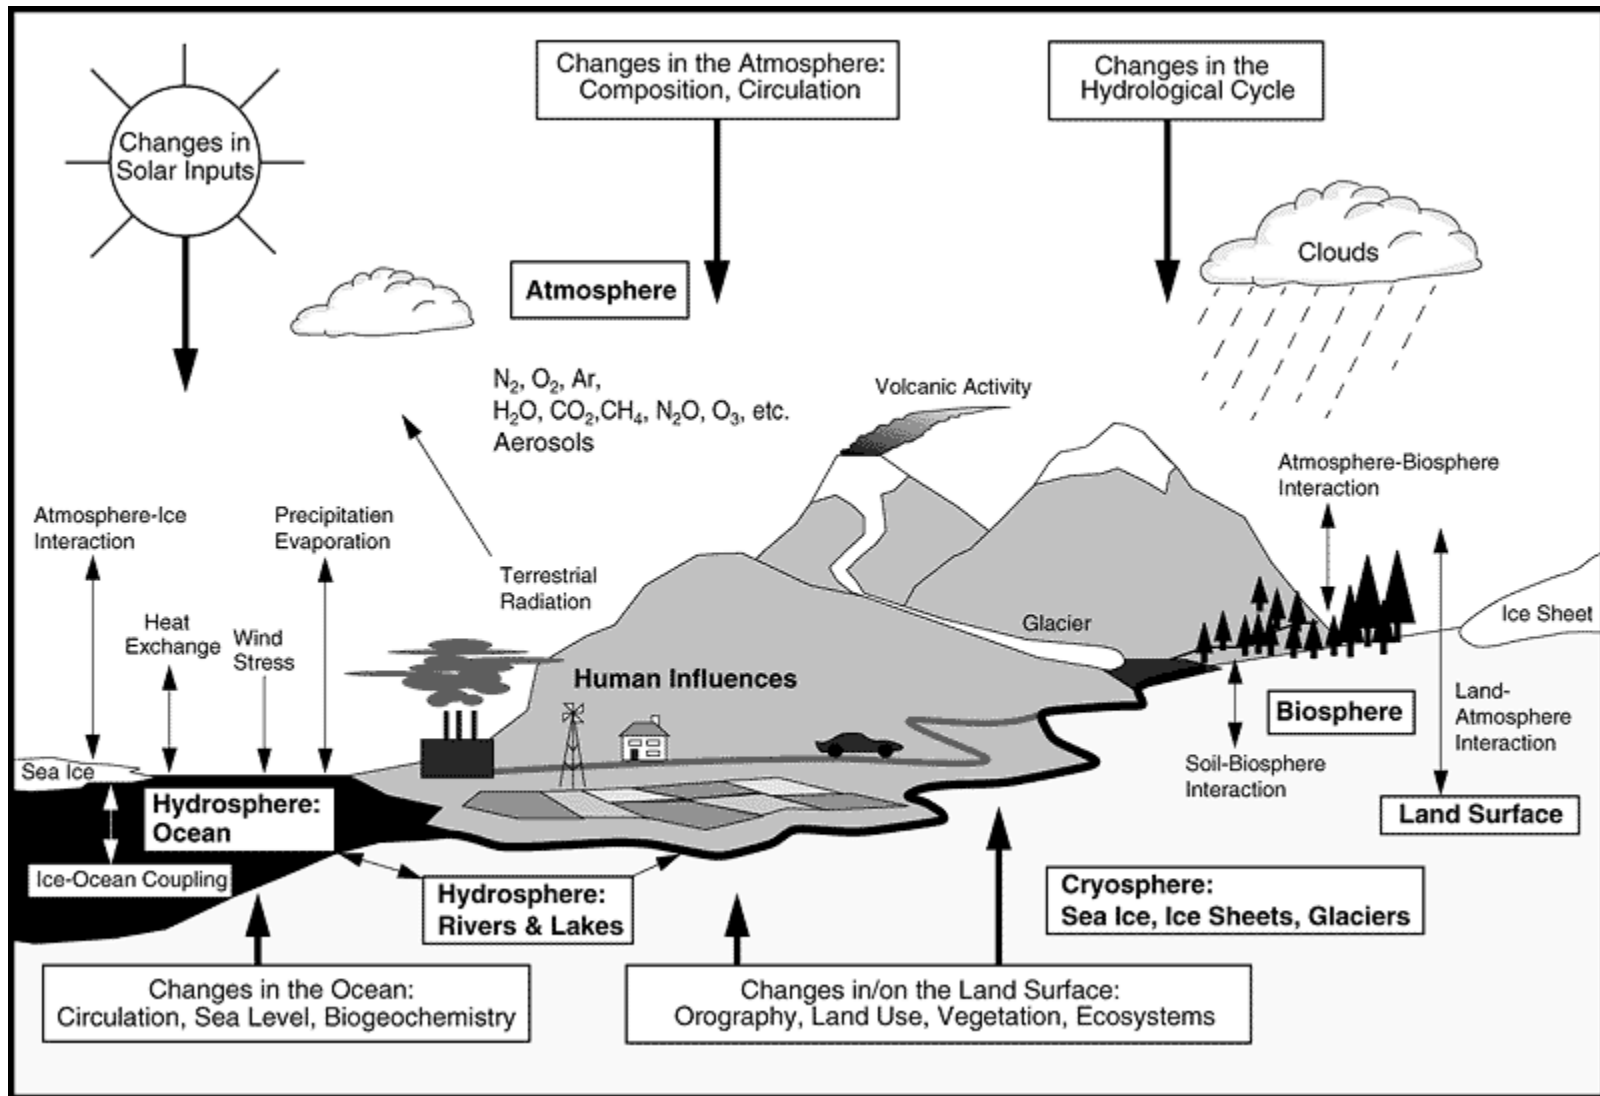 Changes in the Atmosphere:
Composition, Circulation
Changes in the
Hydrological Cycle
Changes in
Solar Inputs
Clouds
Atmosphere
N₂, O₂, Ar,
H₂O, CO₂,CH₄, N₂O, O₃, etc.
Aerosols
Volcanic Activity
Atmosphere-Biosphere
Interaction
Atmosphere-Ice
Interaction
Precipitation
Evaporation
Terrestrial
Radiation
Heat
Exchange
Wind
Stress
Glacier
Ice Sheet
Human Influences
Biosphere
Land-
Atmosphere
Interaction
Soil-Biosphere
Interaction
Sea Ice
Hydrosphere:
Ocean
Land Surface
Ice-Ocean Coupling
Hydrosphere:
Rivers & Lakes
Cryosphere:
Sea Ice, Ice Sheets, Glaciers
Changes in the Ocean:
Circulation, Sea Level, Biogeochemistry
Changes in/on the Land Surface:
Orography, Land Use, Vegetation, Ecosystems